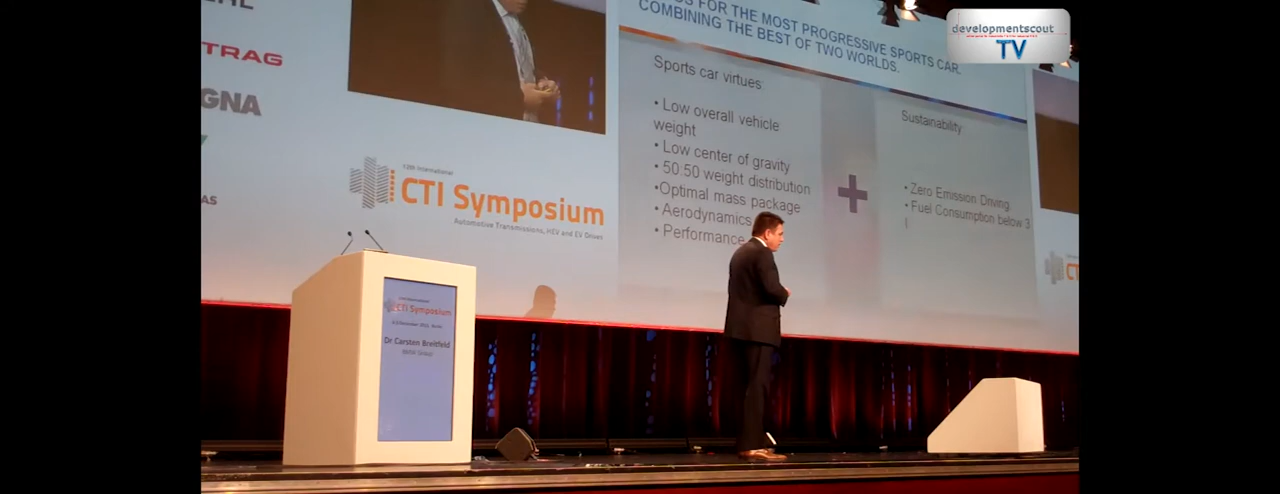 TRAG
GNA
AS
12th International
CTI Symposium
Automotive Transmissions, HEV and EV Drives
FOR THE MOST PROGRESSIVE SPORTS CAR.
COMBINING THE BEST OF TWO WORLDS.
Sports car virtues:
• Low overall vehicle
weight
• Low center of gravity
• 50:50 weight distribution
•Optimal mass package
• Aerodynamics
• Performance
+
Sustainability
• Zero Emission Driving.
• Fuel Consumption below 3
l
developmentscout
TV
CT
CTI Symposium
Dr Carsten Breitfeld